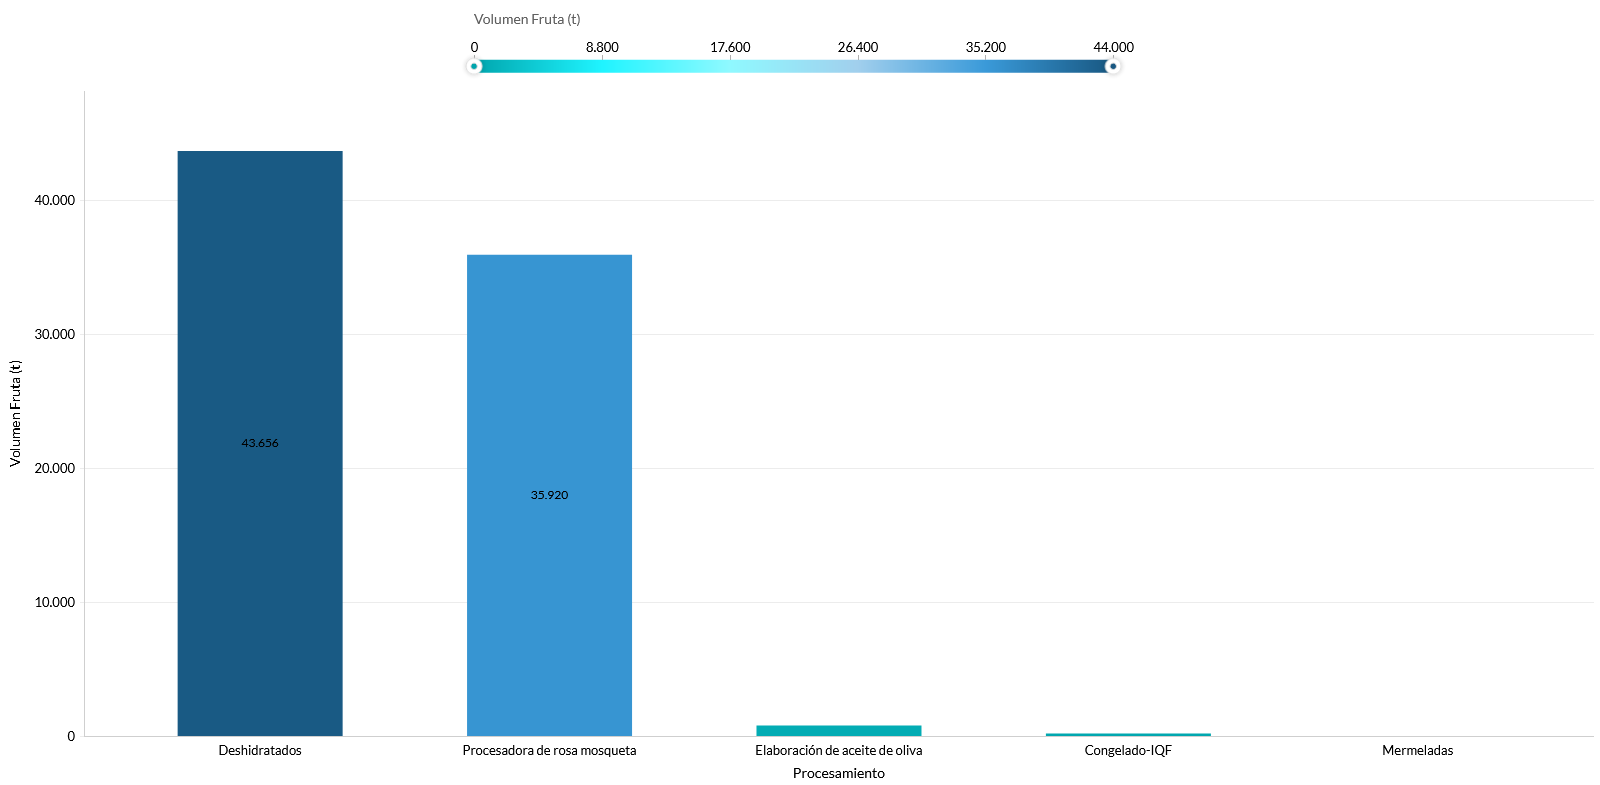 Volumen Fruta (t)
0 8.800 17.600 26.400 35.200 44.000
Volumen Fruta (t)
40.000
30.000
20.000
10.000
0
43.656
35.920
Deshidratados
Procesadora de rosa mosqueta
Elaboración de aceite de oliva
Congelado-IQF
Mermeladas
Procesamiento